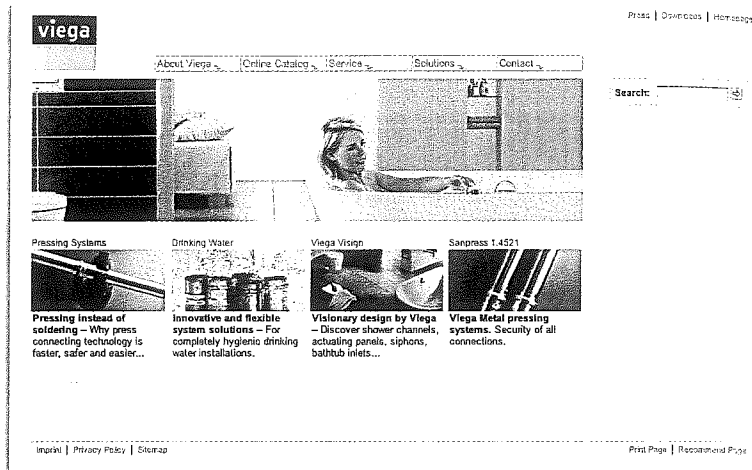 viega
Press | Downloads | Homepage
About Viega Online Catalog Service Solutions Contact
Search:
Pressing Systems
Pressing instead of
soldering – Why press
connecting technology is
faster, safer and easier...
Drinking Water
Innovative and flexible
system solutions – For
completely hygienic drinking
water installations.
Viega Visign
Visionary design by Viega
– Discover shower channels,
actuating panels, siphons,
bathtub inlets...
Sanpress 1.4521
Viega Metal pressing
systems. Security of all
connections.
Imprint | Privacy Policy | Sitemap
Print Page | Recommend Page